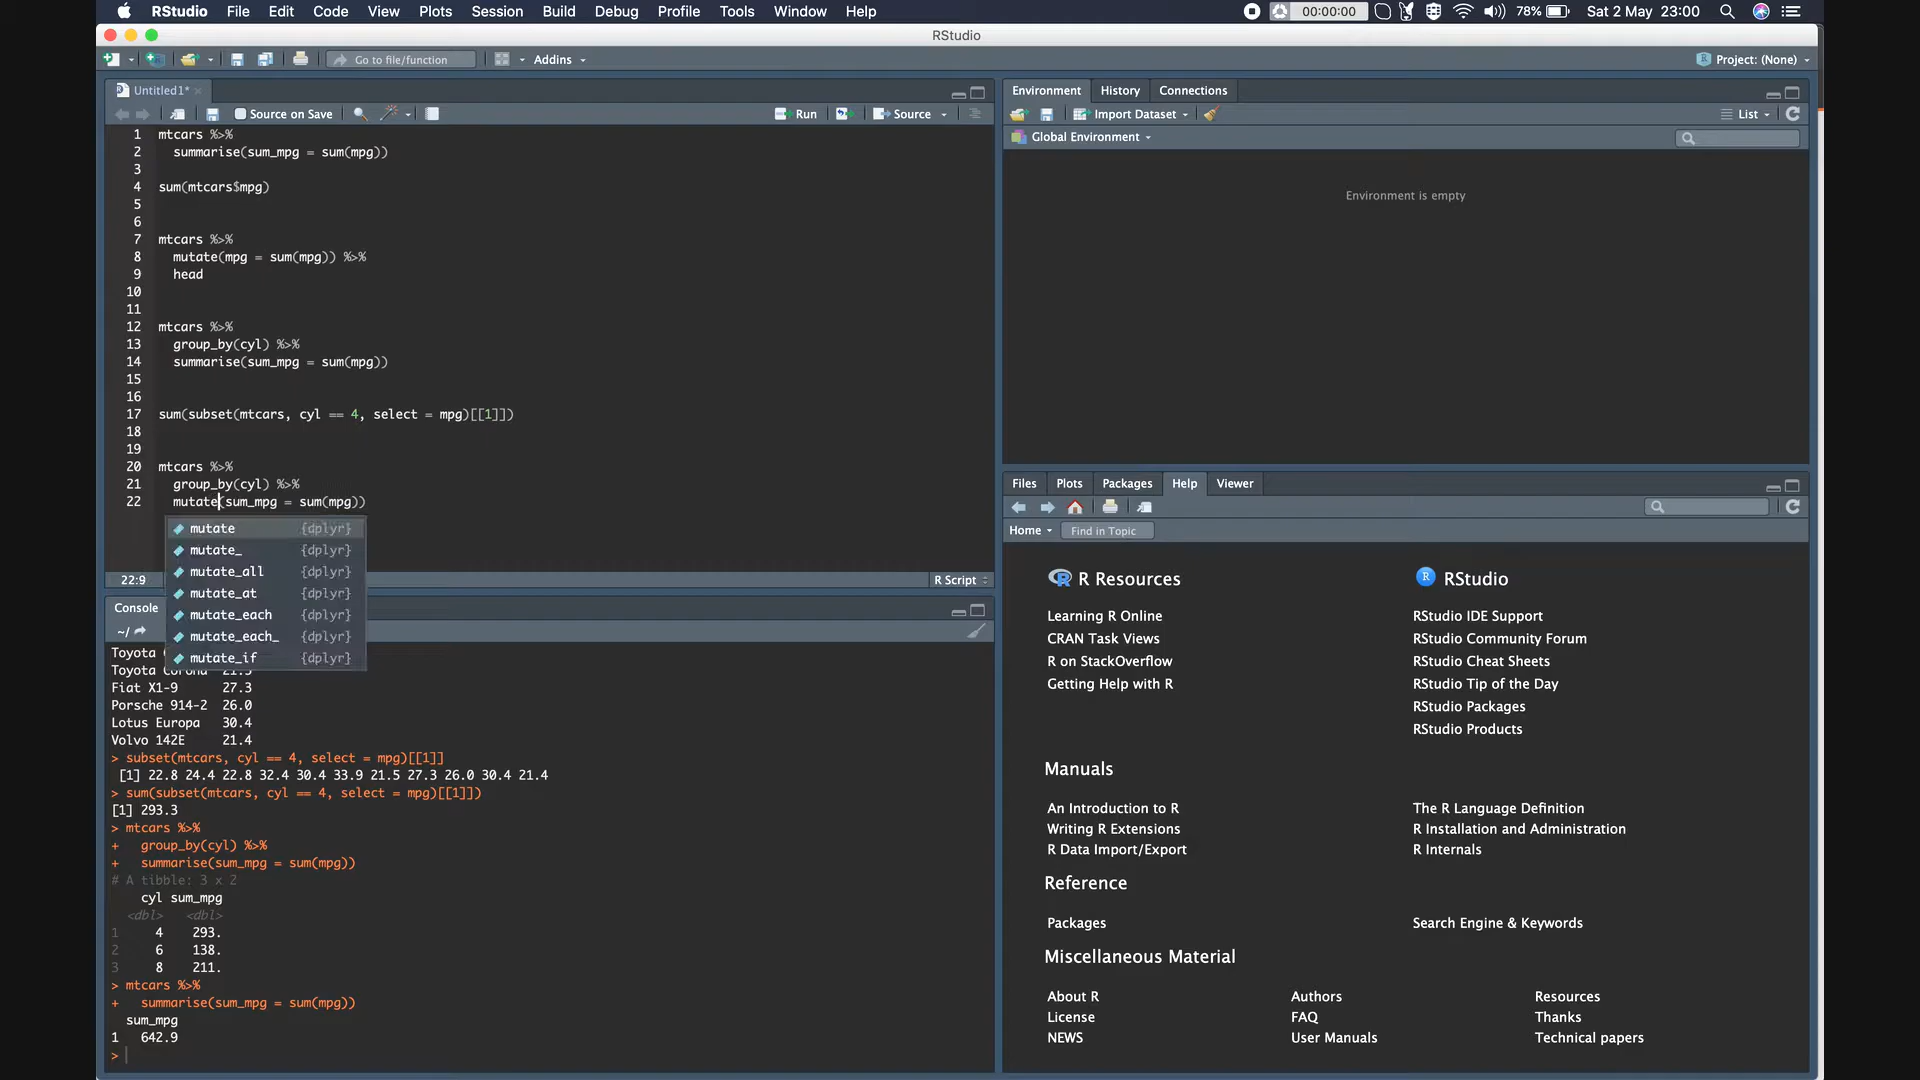 RStudio File Edit Code View Plots Session Build Debug Profile Tools Window Help 00:00:00 78% Sat 2 May 23:00
RStudio
Go to file/function Addins Project: (None)
Untitled1*
Source on Save Run Source
1 mtcars %>%
2 summarise(sum_mpg = sum(mpg))
3
4 sum(mtcars$mpg)
5
6
7 mtcars %>%
8 mutate(mpg = sum(mpg)) %>%
9 head
10
11
12 mtcars %>%
13 group_by(cyl) %>%
14 summarise(sum_mpg = sum(mpg))
15
16
17 sum(subset(mtcars, cyl == 4, select = mpg)[[1]])
18
19
20 mtcars %>%
21 group_by(cyl) %>%
22 mutate(sum_mpg = sum(mpg))
mutate {dplyr}
mutate_ {dplyr}
mutate_all {dplyr}
mutate_at {dplyr}
mutate_each {dplyr}
mutate_each_ {dplyr}
mutate_if {dplyr}
22:9 R Script
Console
~/
Toyota
Toyota Corona 21.5
Fiat X1-9 27.3
Porsche 914-2 26.0
Lotus Europa 30.4
Volvo 142E 21.4
> subset(mtcars, cyl == 4, select = mpg)[[1]]
[1] 22.8 24.4 22.8 32.4 30.4 33.9 21.5 27.3 26.0 30.4 21.4
> sum(subset(mtcars, cyl == 4, select = mpg)[[1]])
[1] 293.3
> mtcars %>%
+ group_by(cyl) %>%
+ summarise(sum_mpg = sum(mpg))
# A tibble: 3 x 2
cyl sum_mpg
<dbl> <dbl>
1 4 293.
2 6 138.
3 8 211.
> mtcars %>%
+ summarise(sum_mpg = sum(mpg))
sum_mpg
1 642.9
>
Environment History Connections
Import Dataset List
Global Environment
Environment is empty
Files Plots Packages Help Viewer
Home Find in Topic
R Resources
Learning R Online
CRAN Task Views
R on StackOverflow
Getting Help with R
RStudio
RStudio IDE Support
RStudio Community Forum
RStudio Cheat Sheets
RStudio Tip of the Day
RStudio Packages
RStudio Products
Manuals
An Introduction to R The R Language Definition
Writing R Extensions R Installation and Administration
R Data Import/Export R Internals
Reference
Packages Search Engine & Keywords
Miscellaneous Material
About R Authors Resources
License FAQ Thanks
NEWS User Manuals Technical papers